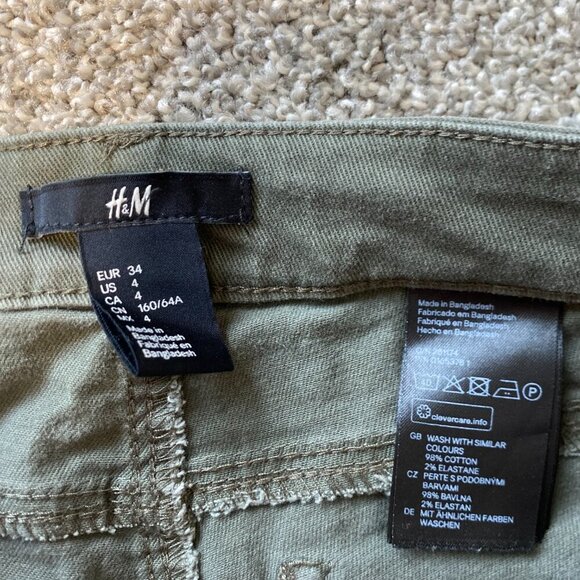 H&M
EUR 34
US 4
CA 4
CN 160/64A
MX 4
Made in
Bangladesh
Fabriqué en
Bangladesh
Made in Bangladesh
Fabricado em Bangladesh
Fabriqué en Bangladesh
Hecho en Bangladesh
40 P
clevercare.info
GB WASH WITH SIMILAR
COLOURS
98% COTTON
2% ELASTANE
CZ PERTE S PODOBNÝMI
BARVAMI
98% BAVLNA
2% ELASTAN
DE MIT ÄHNLICHEN FARBEN
WASCHEN